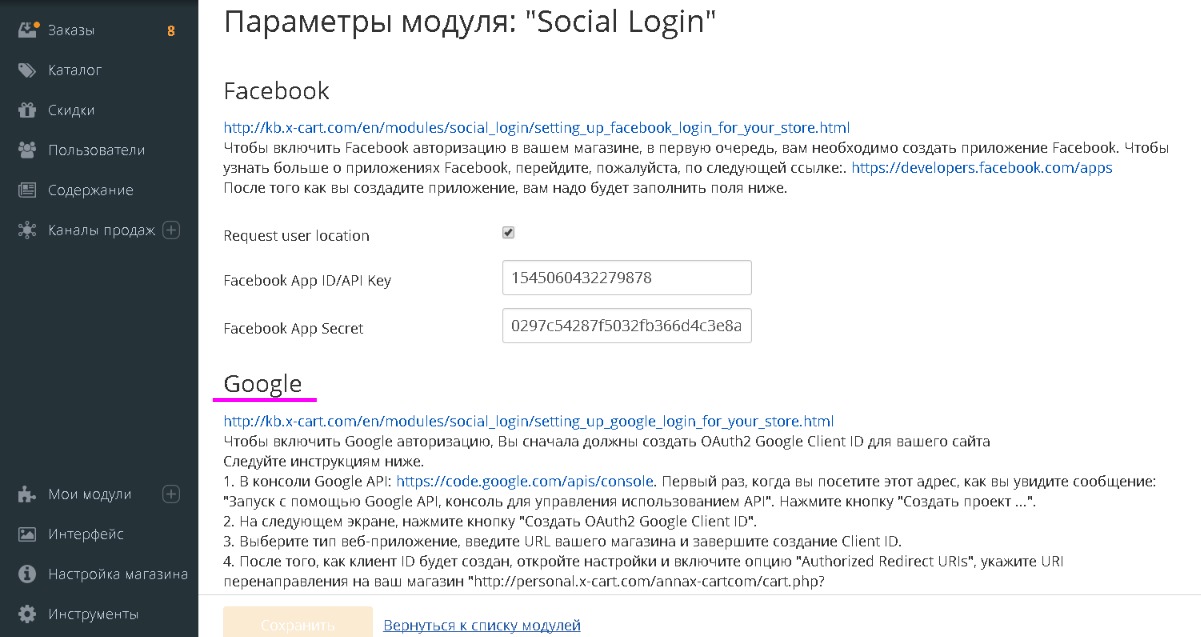 Заказы 8
Каталог
Скидки
Пользователи
Содержание
Каналы продаж
Мои модули
Интерфейс
Настройка магазина
Инструменты
Параметры модуля: "Social Login"
Facebook
http://kb.x-cart.com/en/modules/social_login/setting_up_facebook_login_for_your_store.html
Чтобы включить Facebook авторизацию в вашем магазине, в первую очередь, вам необходимо создать приложение Facebook. Чтобы
узнать больше о приложениях Facebook, перейдите, пожалуйста, по следующей ссылке:. https://developers.facebook.com/apps
После того как вы создадите приложение, вам надо будет заполнить поля ниже.
Request user location
Facebook App ID/API Key 1545060432279878
Facebook App Secret 0297c54287f5032fb366d4c3e8a
Google
http://kb.x-cart.com/en/modules/social_login/setting_up_google_login_for_your_store.html
Чтобы включить Google авторизацию, Вы сначала должны создать OAuth2 Google Client ID для вашего сайта
Следуйте инструкциям ниже.
1. В консоли Google API: https://code.google.com/apis/console. Первый раз, когда вы посетите этот адрес, как вы увидите сообщение:
"Запуск с помощью Google API, консоль для управления использованием API". Нажмите кнопку "Создать проект ...".
2. На следующем экране, нажмите кнопку "Создать OAuth2 Google Client ID".
3. Выберите тип веб-приложение, введите URL вашего магазина и завершите создание Client ID.
4. После того, как клиент ID будет создан, откройте настройки и включите опцию "Authorized Redirect URIs", укажите URI
перенаправления на ваш магазин "http://personal.x-cart.com/annax-cartcom/cart.php?
Сохранить Вернуться к списку модулей